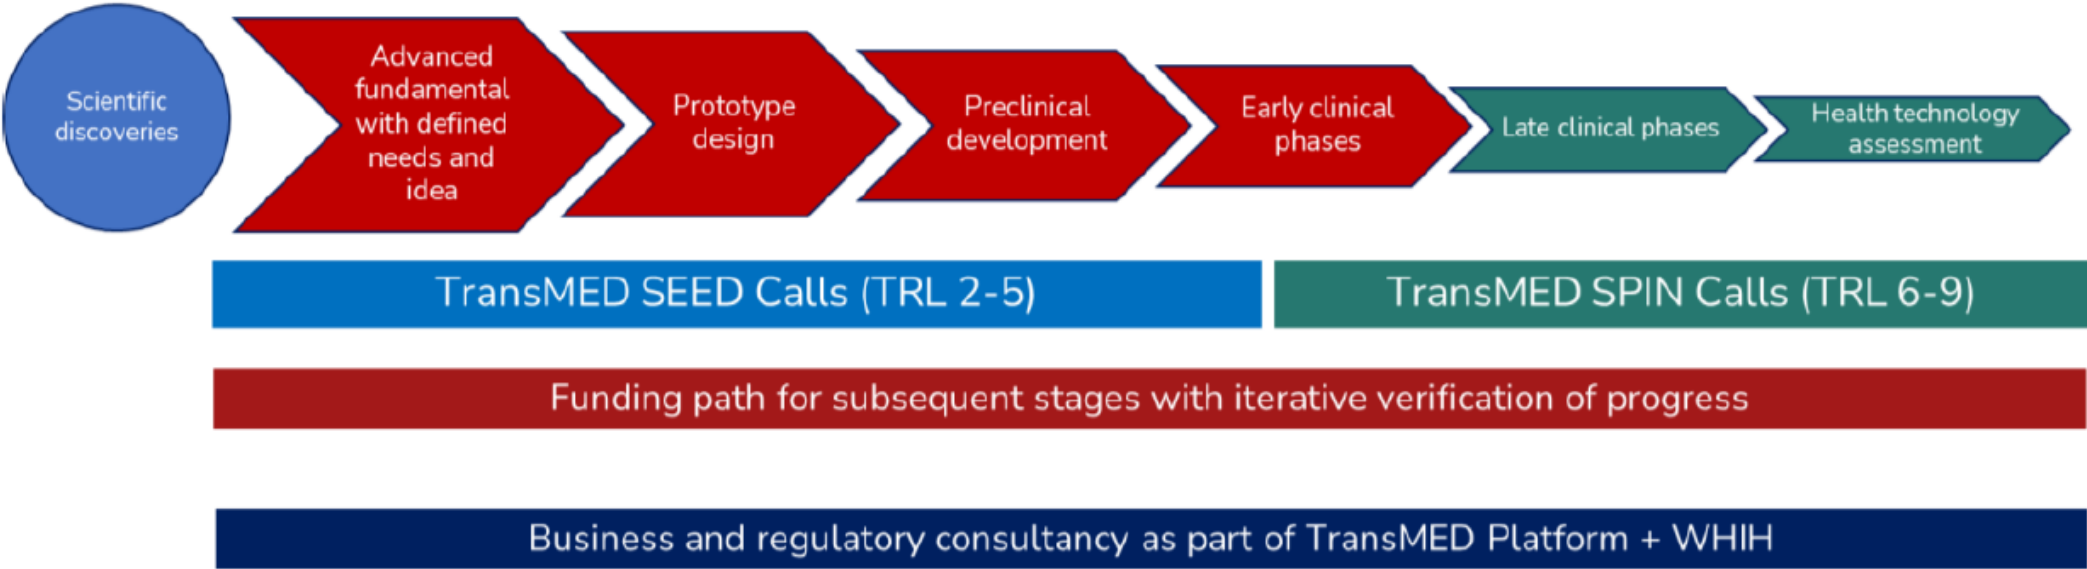 Scientific
discoveries
Advanced
fundamental
with defined
needs and
idea
Prototype
design
Preclinical
development
Early clinical
phases
Late clinical phases
Health technology
assessment
TransMED SEED Calls (TRL 2-5)
TransMED SPIN Calls (TRL 6-9)
Funding path for subsequent stages with iterative verification of progress
Business and regulatory consultancy as part of TransMED Platform + WHIH